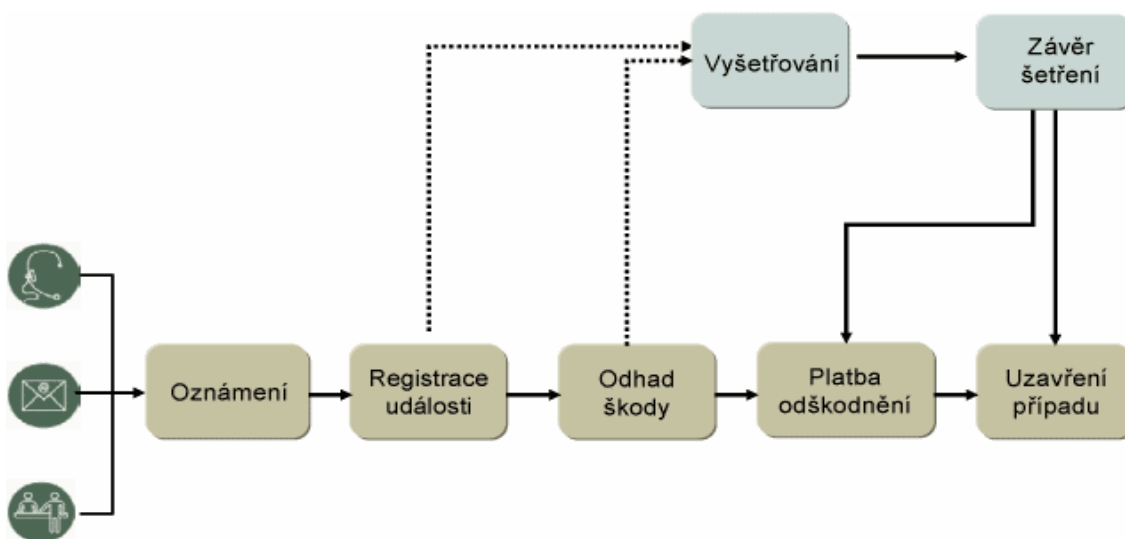 Vyšetřování
Závěr
šetření
Oznámení
Registrace
události
Odhad
škody
Platba
odškodnění
Uzavření
případu